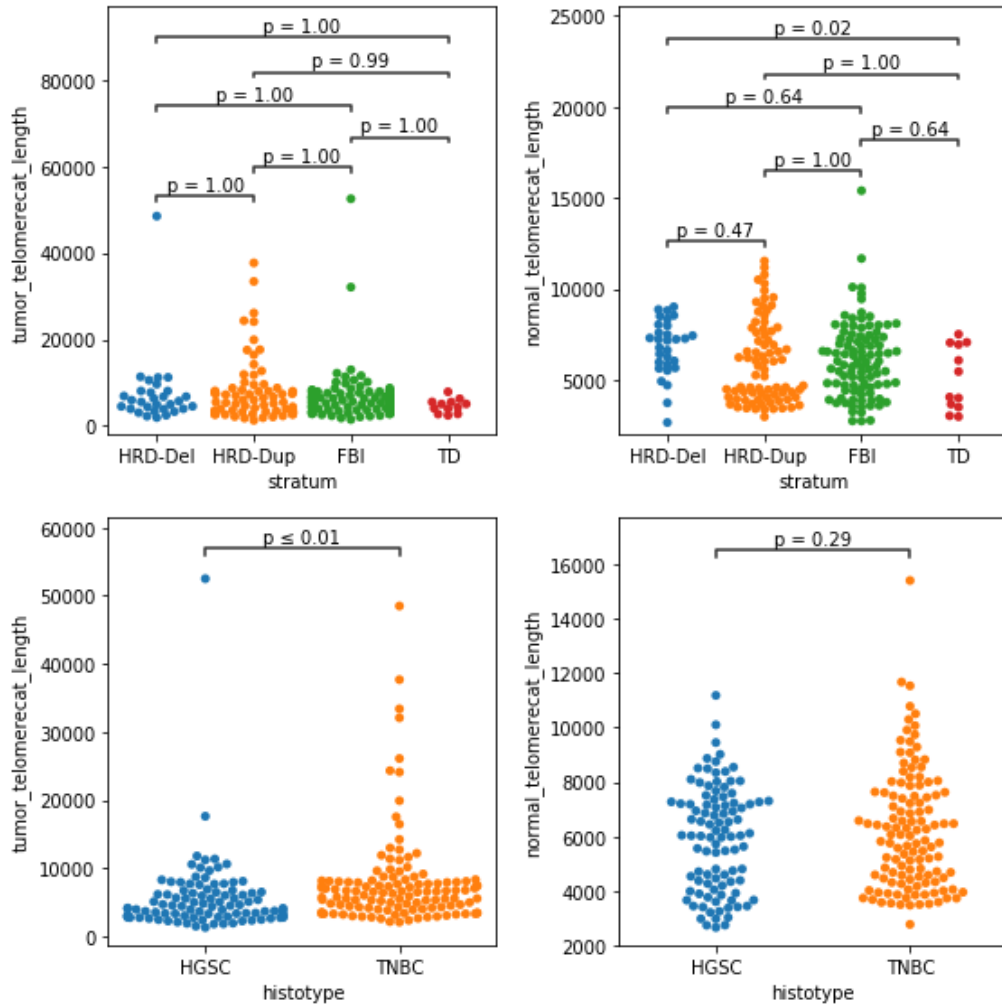 p = 1.00
p = 0.99
p = 1.00
p = 1.00
p = 1.00
p = 1.00
80000
60000
40000
20000
0
tumor_telomerecat_length
HRD-Del HRD-Dup FBI TD
stratum
p = 0.02
p = 1.00
p = 0.64
p = 0.64
p = 1.00
p = 0.47
25000
20000
15000
10000
5000
normal_telomerecat_length
HRD-Del HRD-Dup FBI TD
stratum
p ≤ 0.01
60000
50000
40000
30000
20000
10000
0
tumor_telomerecat_length
HGSC TNBC
histotype
p = 0.29
16000
14000
12000
10000
8000
6000
4000
2000
normal_telomerecat_length
HGSC TNBC
histotype